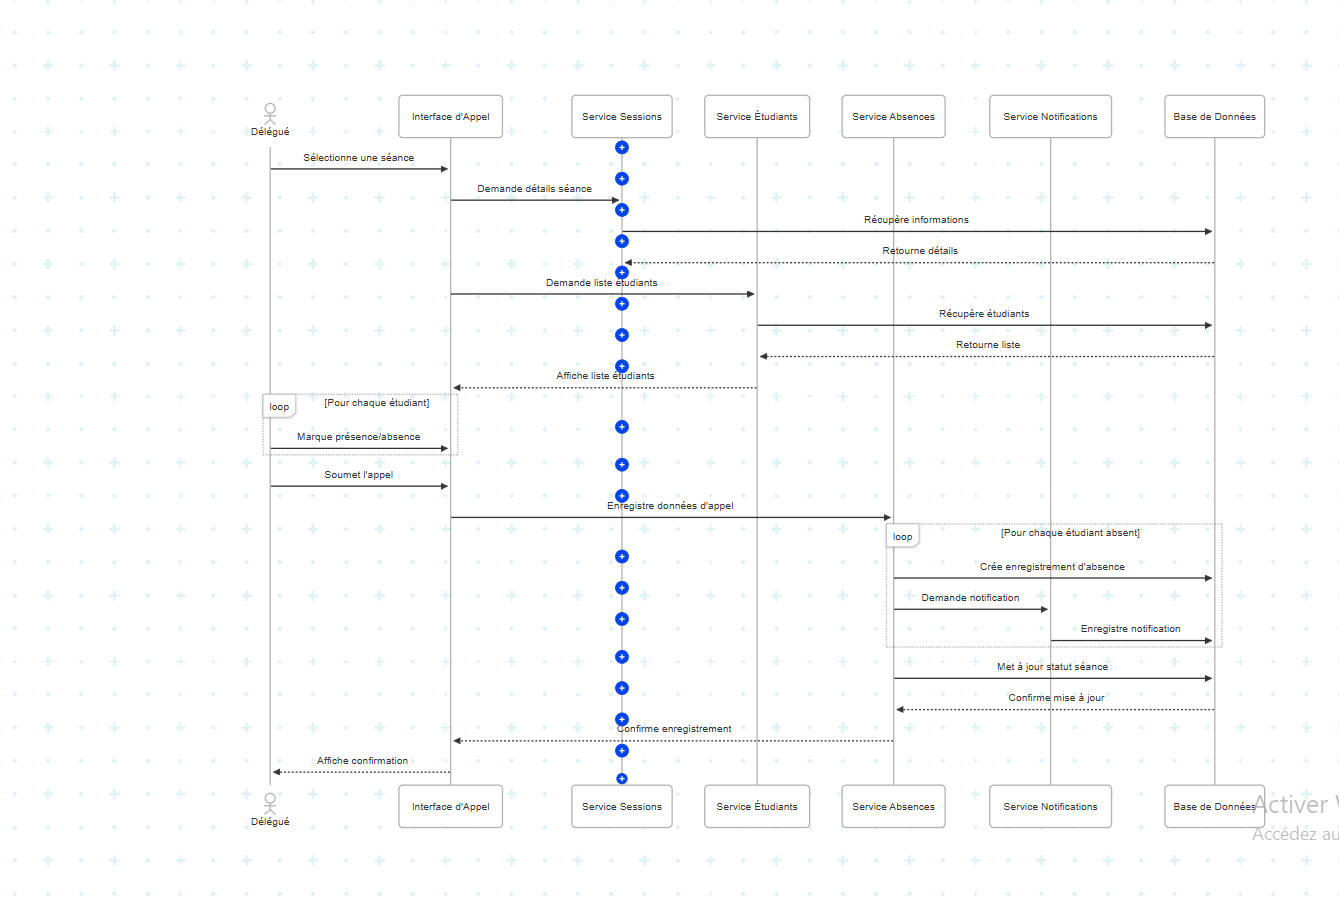 Délégué
Interface d'Appel
Service Sessions
Service Étudiants
Service Absences
Service Notifications
Base de Données
Sélectionne une séance
Demande détails séance
Récupère informations
Retourne détails
Demande liste étudiants
Récupère étudiants
Retourne liste
Affiche liste étudiants
loop
[Pour chaque étudiant]
Marque présence/absence
Soumet l'appel
Enregistre données d'appel
loop
[Pour chaque étudiant absent]
Crée enregistrement d'absence
Demande notification
Enregistre notification
Met à jour statut séance
Confirme mise à jour
Confirme enregistrement
Affiche confirmation
Délégué
Interface d'Appel
Service Sessions
Service Étudiants
Service Absences
Service Notifications
Base de Données
Activer
Accédez au